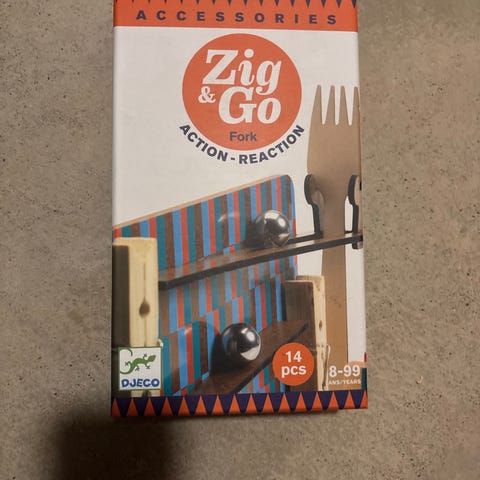 ACCESSORIES
Zig
& Go
Fork
ACTION - REACTION
14
pcs
8-99
ANS/YEARS
DJECO